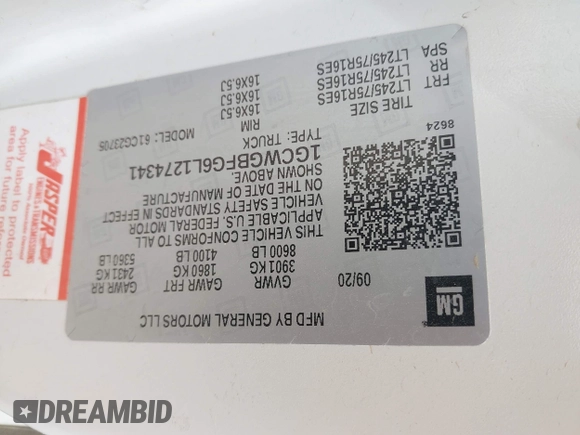 MFD BY GENERAL MOTORS LLC
09/20
GVWR GAWR FRT GAWR RR
3901 KG 1860 KG 2431 KG
8600 LB 4100 LB 5360 LB
THIS VEHICLE CONFORMS TO ALL
APPLICABLE U.S. FEDERAL MOTOR
VEHICLE SAFETY STANDARDS IN EFFECT
ON THE DATE OF MANUFACTURE
SHOWN ABOVE.
1GCWGBFG6L1274341
TYPE: TRUCK MODEL: 61CG23705
8624
TIRE SIZE RIM
FRT LT245/75R16ES 16X6.5J
RR LT245/75R16ES 16X6.5J
SPA LT245/75R16ES 16X6.5J
GM
JASPER
ENGINES & TRANSMISSIONS
Apply to protected
area for future
DREAMBID